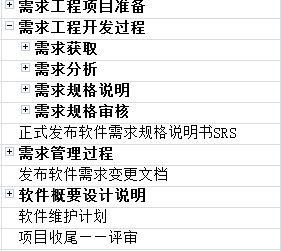 需求工程项目准备
需求工程开发过程
需求获取
需求分析
需求规格说明
需求规格审核
正式发布软件需求规格说明书SRS
需求管理过程
发布软件需求变更文档
软件概要设计说明
软件维护计划
项目收尾——评审